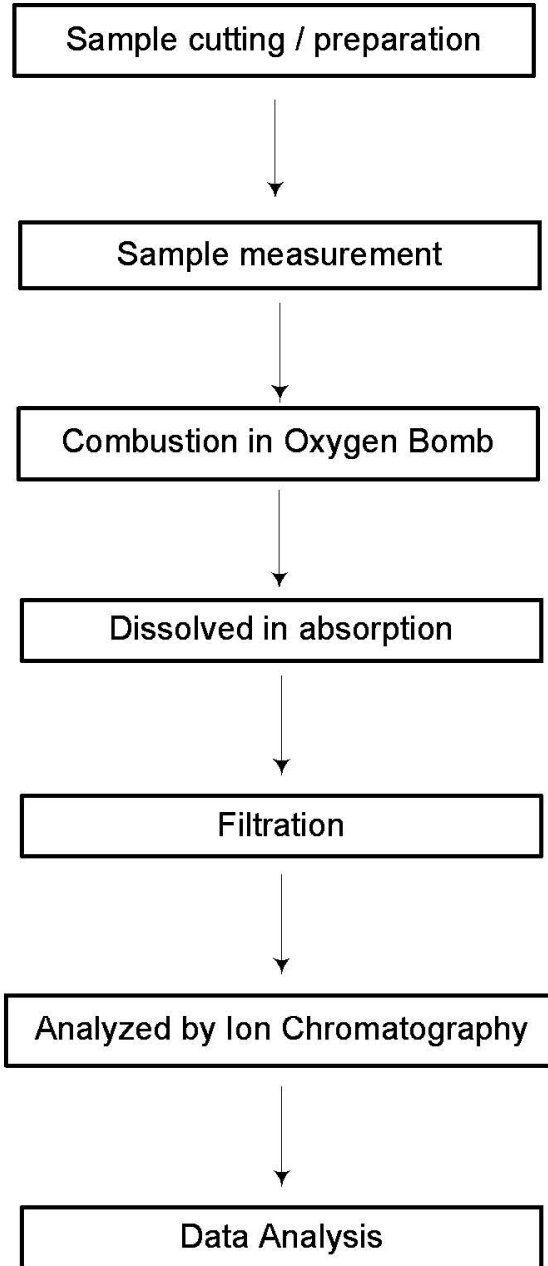 Sample cutting / preparation
Sample measurement
Combustion in Oxygen Bomb
Dissolved in absorption
Filtration
Analyzed by Ion Chromatography
Data Analysis